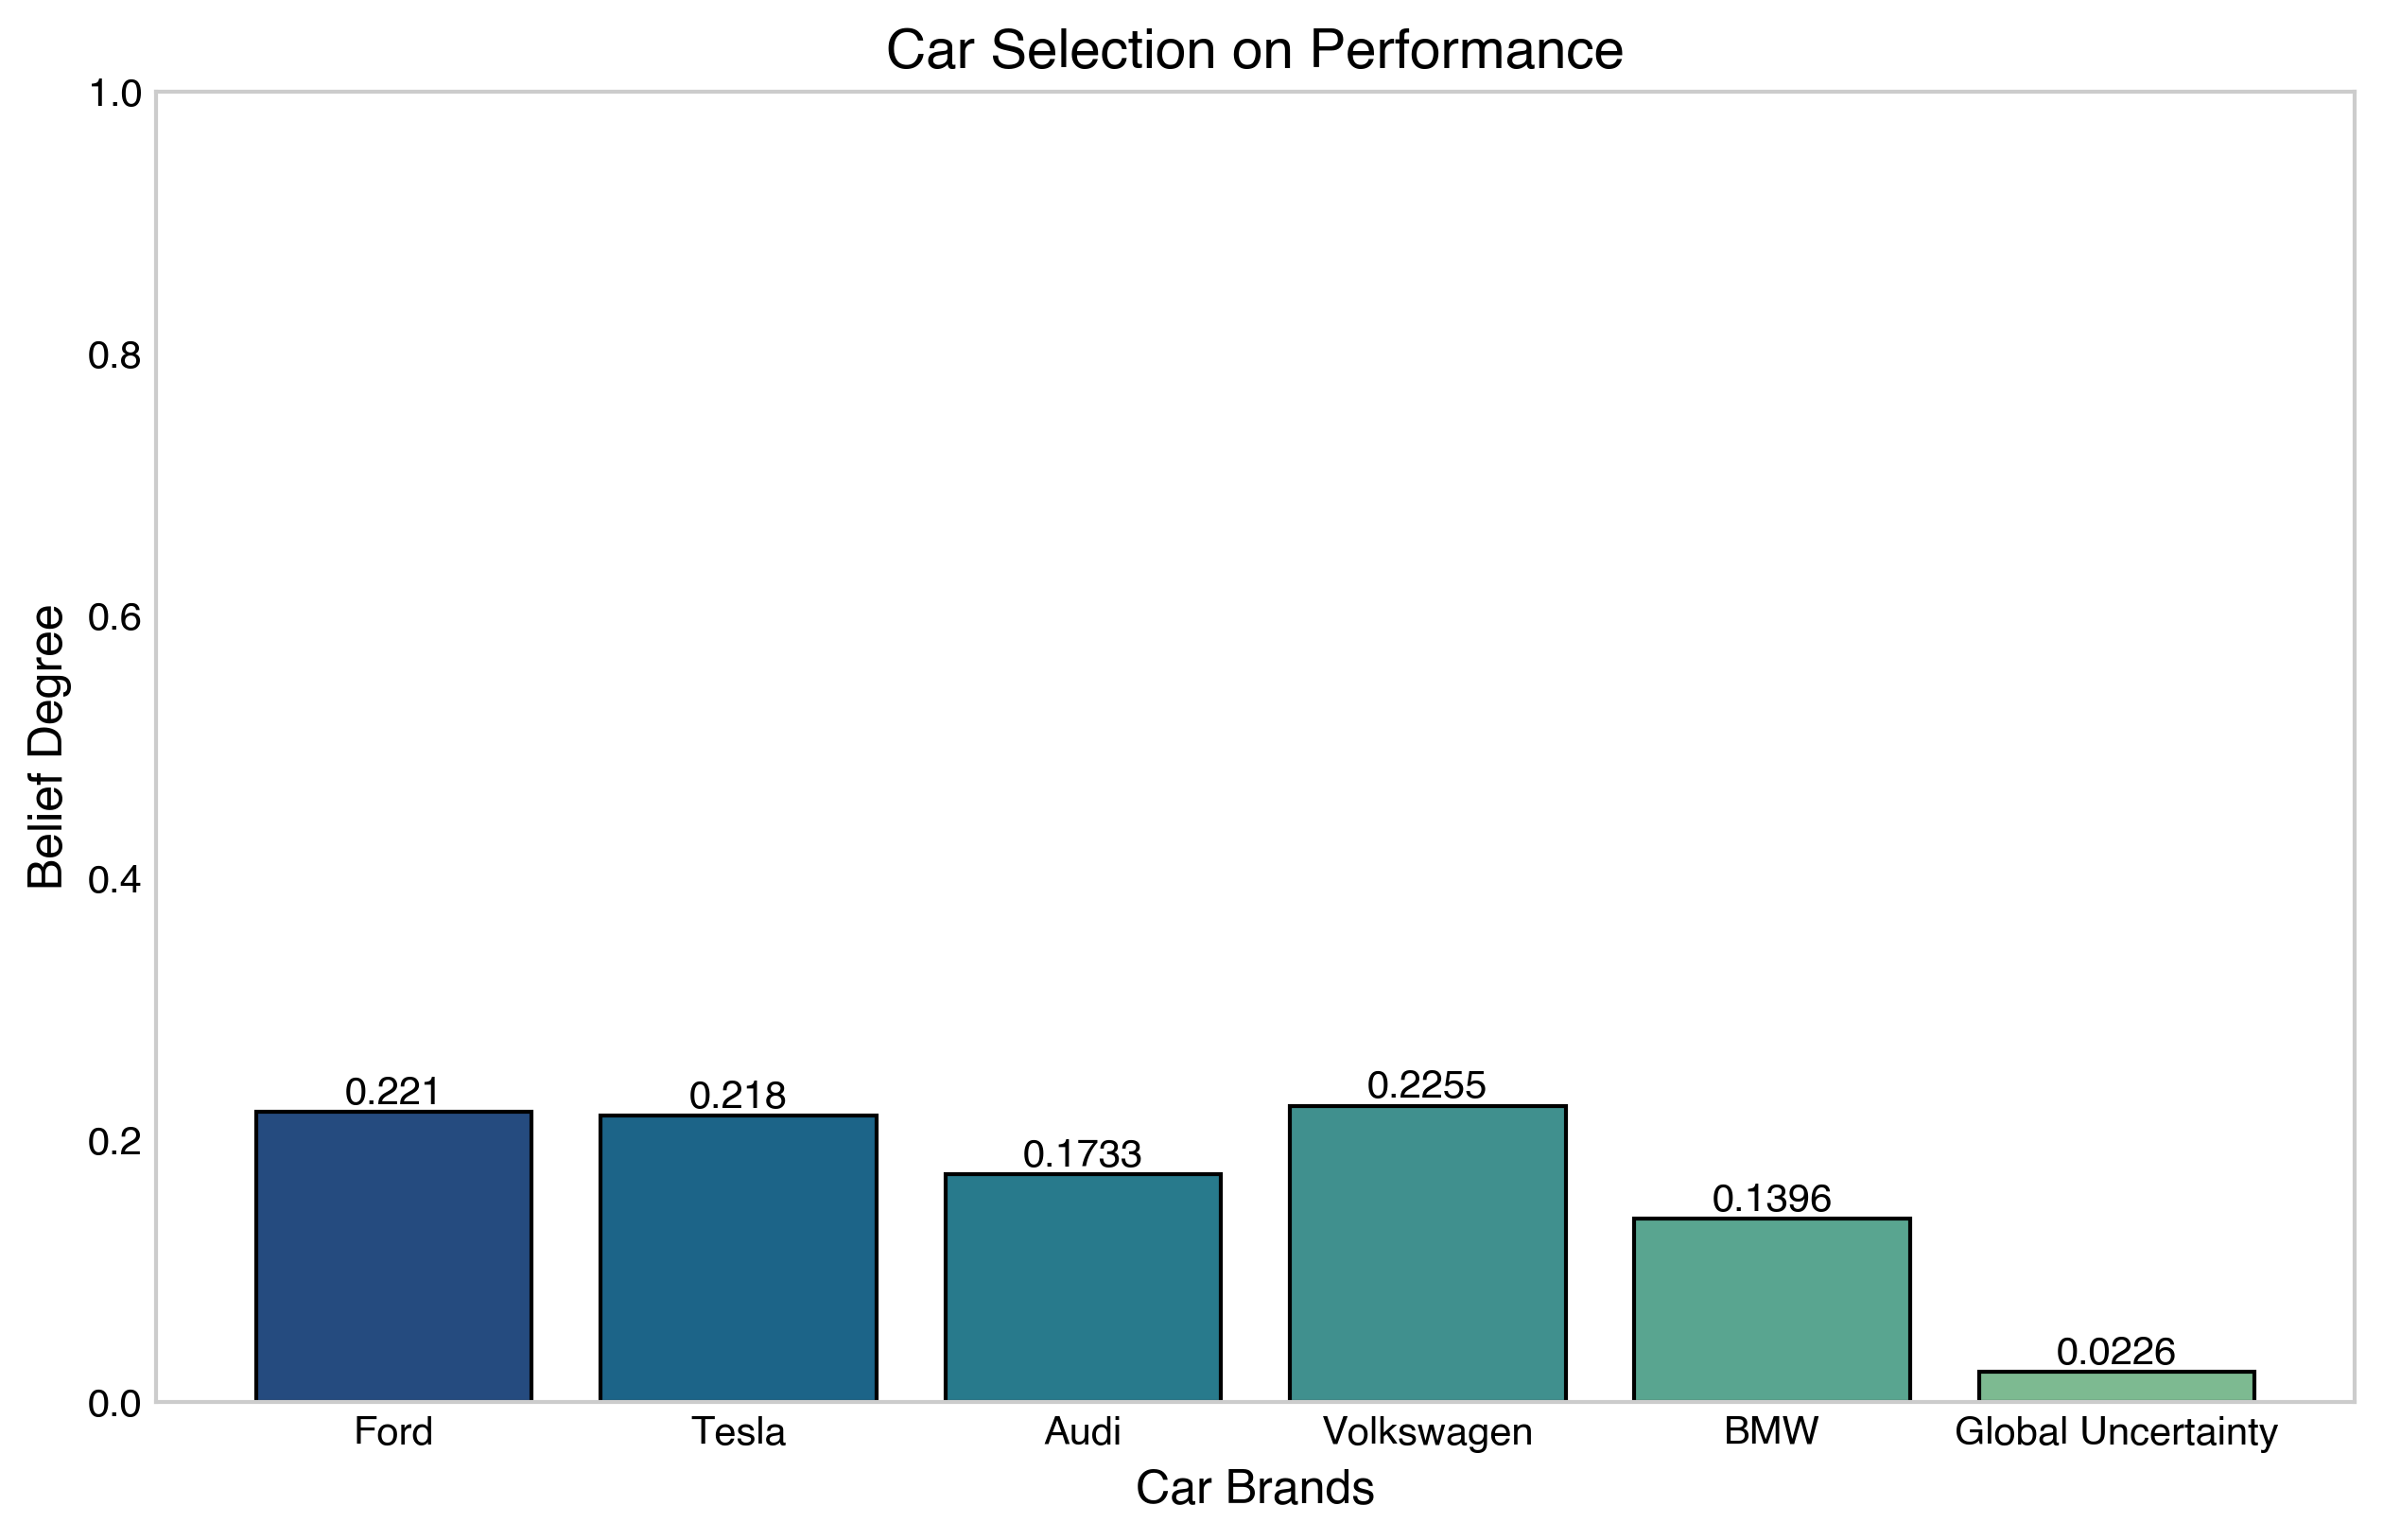 Car Selection on Performance
1.0
0.8
0.6
0.4
0.2
0.0
Belief Degree
0.221
0.218
0.1733
0.2255
0.1396
0.0226
Ford
Tesla
Audi
Volkswagen
BMW
Global Uncertainty
Car Brands